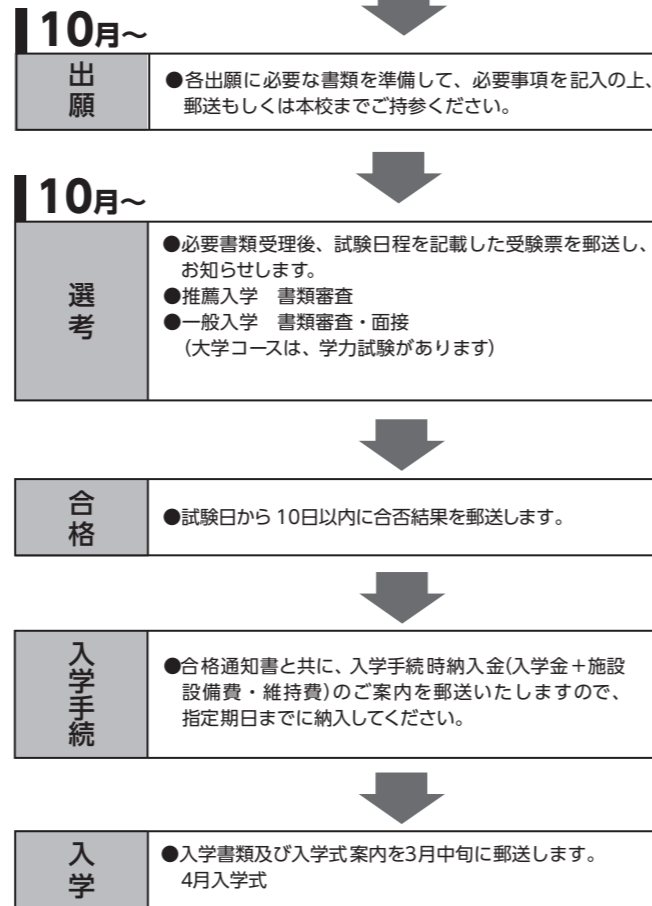 10月～
出願
●各出願に必要な書類を準備して、必要事項を記入の上、
郵送もしくは本校までご持参ください。
10月～
選考
●必要書類受理後、試験日程を記載した受験票を郵送し、
お知らせします。
●推薦入学　書類審査
●一般入学　書類審査・面接
(大学コースは、学力試験があります)
合格
●試験日から10日以内に合否結果を郵送します。
入学手続
●合格通知書と共に、入学手続時納入金(入学金＋施設
設備費・維持費)のご案内を郵送いたしますので、
指定期日までに納入してください。
入学
●入学書類及び入学式案内を3月中旬に郵送します。
4月入学式